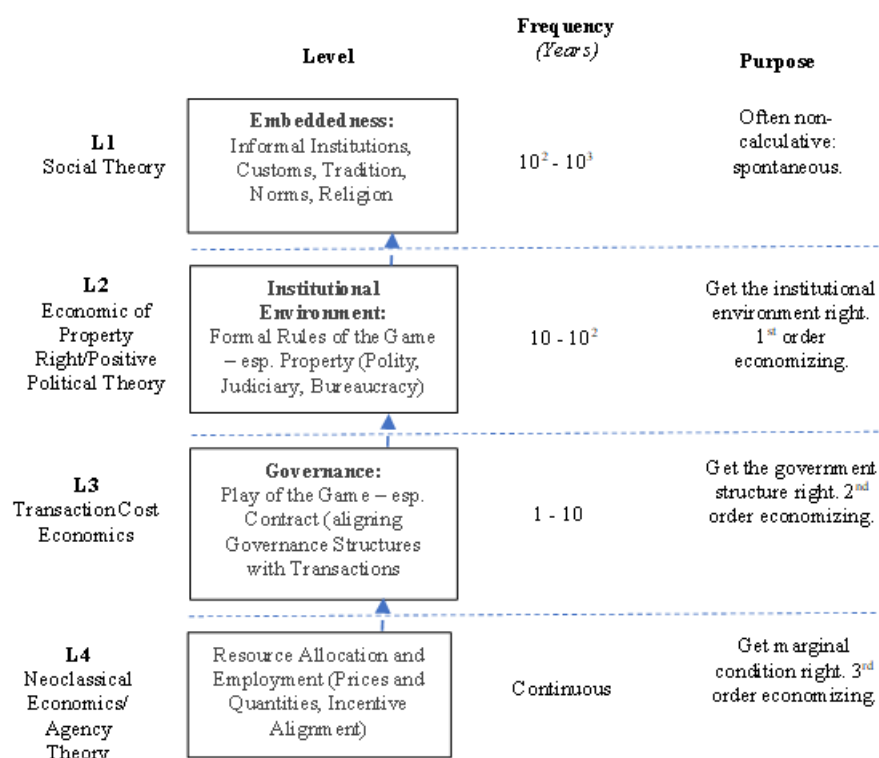 Level
Frequency
(Years)
Purpose
L1
Social Theory
Embeddedness:
Informal Institutions,
Customs, Tradition,
Norms, Religion
10² - 10³
Often non-
calculative:
spontaneous.
L2
Economic of
Property
Right/Positive
Political Theory
Institutional
Environment:
Formal Rules of the Game
– esp. Property (Polity,
Judiciary, Bureaucracy)
10 - 10²
Get the institutional
environment right.
1st order
economizing.
L3
Transaction Cost
Economics
Governance:
Play of the Game – esp.
Contract (aligning
Governance Structures
with Transactions
1 - 10
Get the government
structure right. 2nd
order economizing.
L4
Neoclassical
Economics/
Agency
Theory
Resource Allocation and
Employment (Prices and
Quantities, Incentive
Alignment)
Continuous
Get marginal
condition right. 3rd
order economizing.